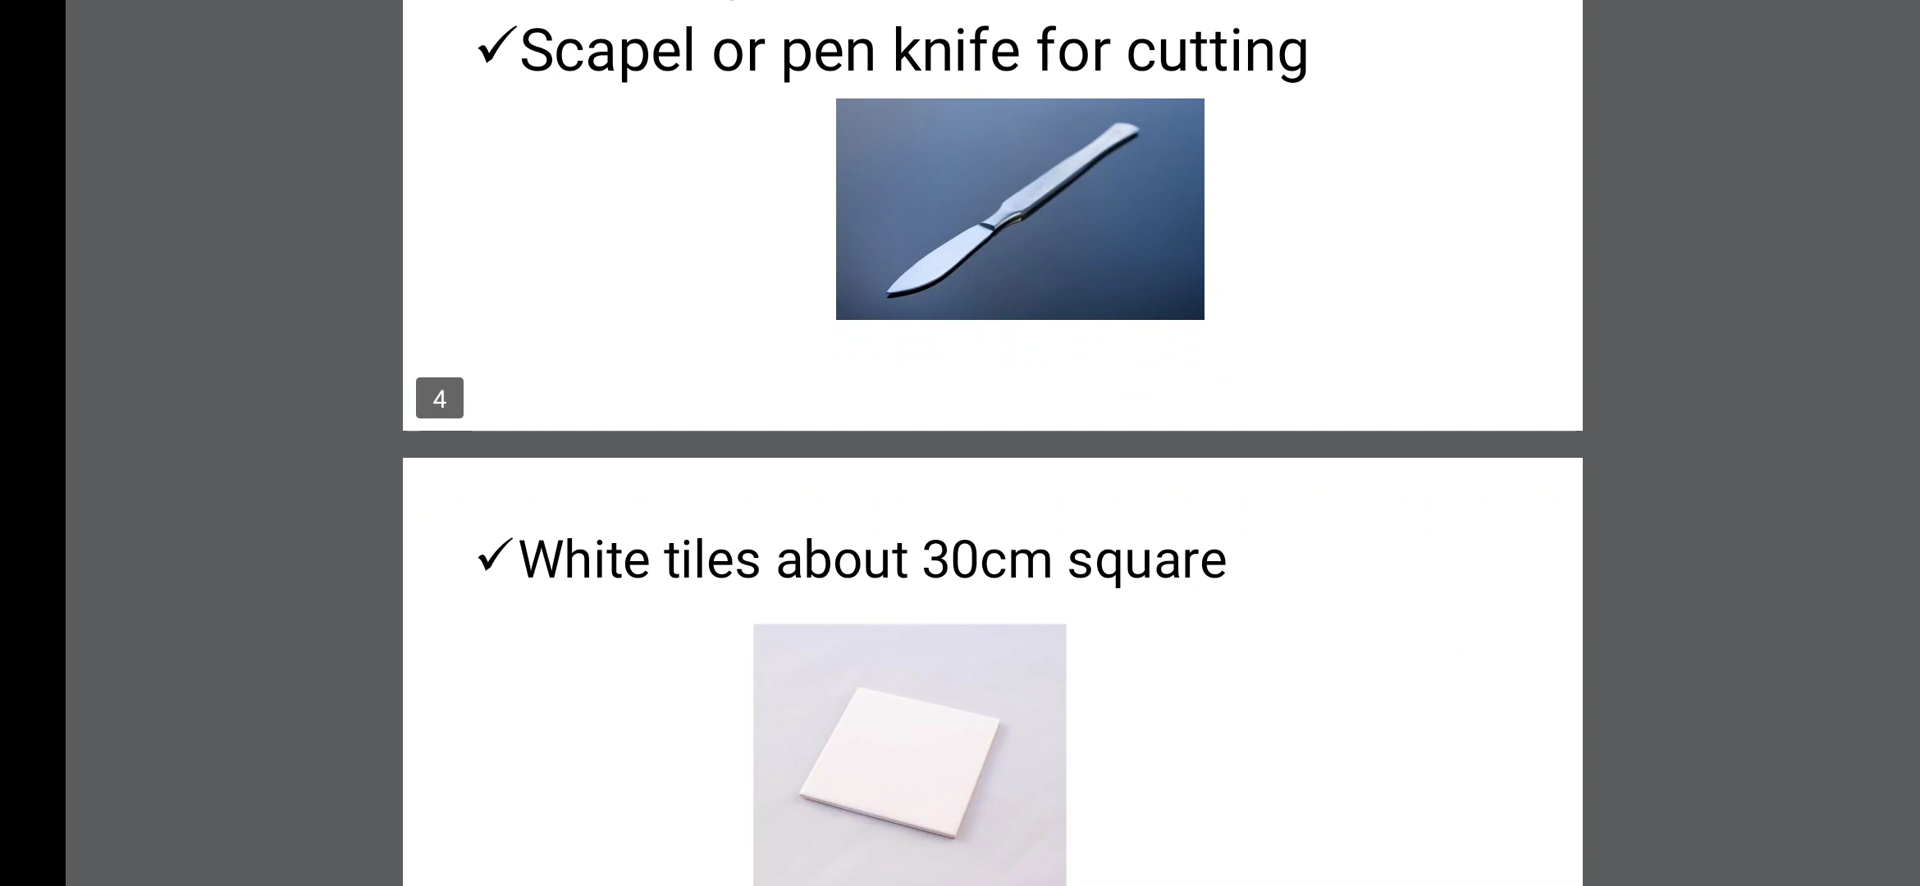 ✓Scapel or pen knife for cutting
4
✓White tiles about 30cm square